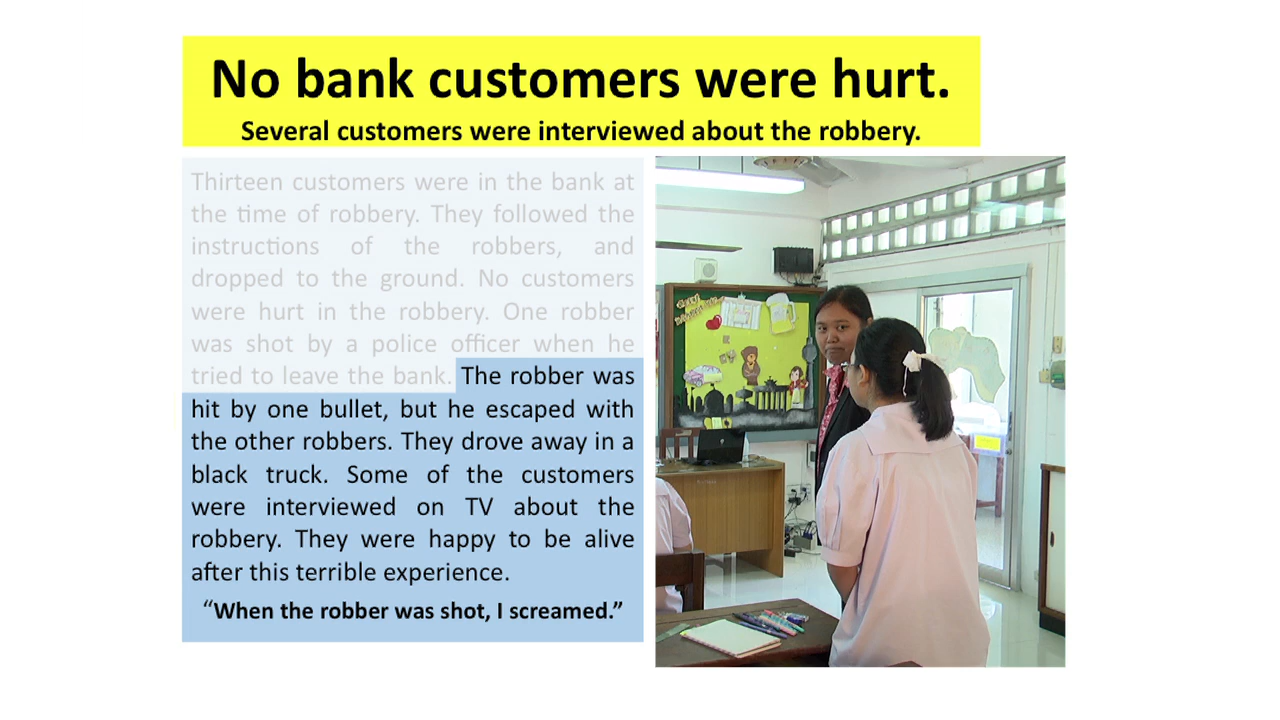 No bank customers were hurt.
Several customers were interviewed about the robbery.
Thirteen customers were in the bank at
the time of robbery. They followed the
instructions of the robbers, and
dropped to the ground. No customers
were hurt in the robbery. One robber
was shot by a police officer when he
tried to leave the bank. The robber was
hit by one bullet, but he escaped with
the other robbers. They drove away in a
black truck. Some of the customers
were interviewed on TV about the
robbery. They were happy to be alive
after this terrible experience.
“When the robber was shot, I screamed.”